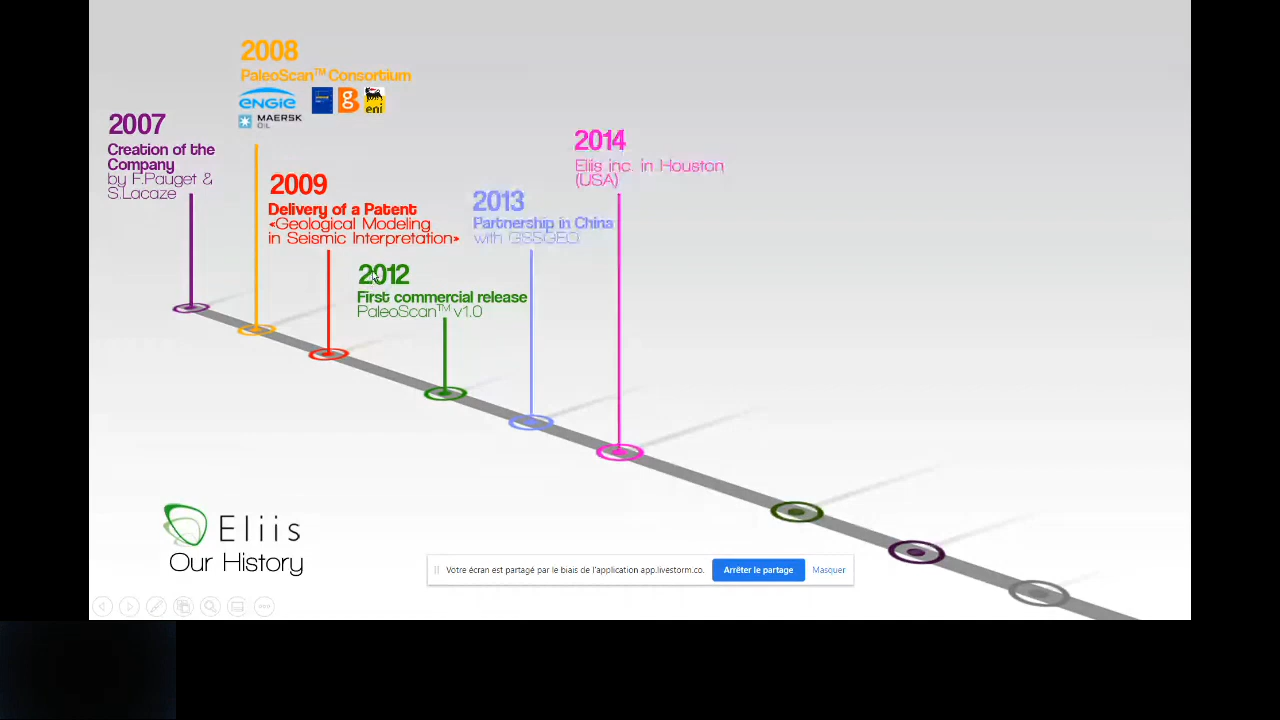 2007
Creation of the
Company
by F.Pauget &
S.Lacaze
2008
PaleoScan™ Consortium
ENGIE
MAERSK
OIL
g
eni
2009
Delivery of a Patent
«Geological Modeling
in Seismic Interpretation»
2012
First commercial release
PaleoScan™ v1.0
2013
Partnership in China
with GISSGEO
2014
Eliis inc. in Houston
(USA)
Eliis
Our History
Votre écran est partagé par le biais de l'application app.livestorm.co.
Arrêter le partage
Masquer